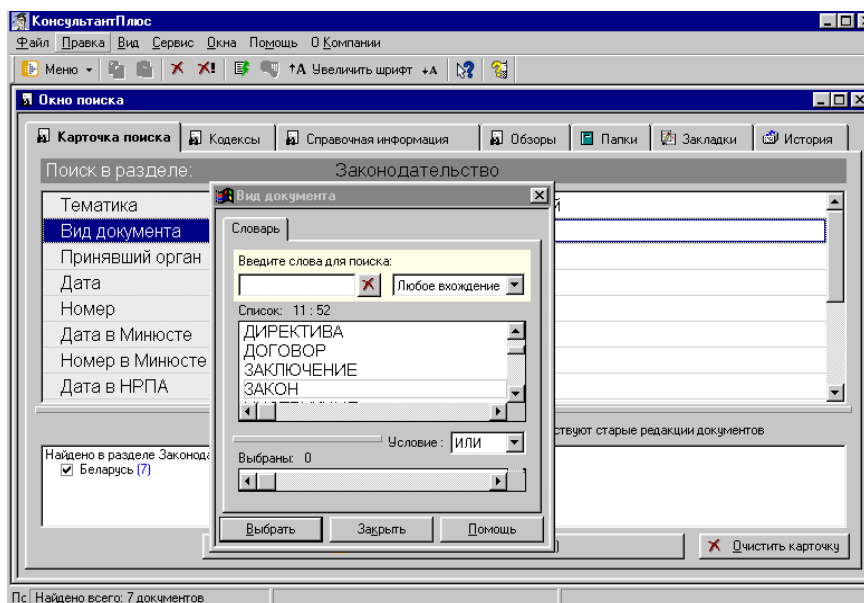 КонсультантПлюс
Файл Правка Вид Сервис Окна Помощь О Компании
Меню Увеличить шрифт
Окно поиска
Карточка поиска Кодексы Справочная информация Обзоры Папки Закладки История
Поиск в разделе: Законодательство
Тематика
Вид документа
Принявший орган
Дата
Номер
Дата в Минюсте
Номер в Минюсте
Дата в НРПА
Вид документа
Словарь
Введите слова для поиска:
Любое вхождение
Список: 11 : 52
ДИРЕКТИВА
ДОГОВОР
ЗАКЛЮЧЕНИЕ
ЗАКОН
Условие : ИЛИ
Выбраны: 0
Выбрать Закрыть Помощь
старые редакции документов
Найдено в разделе
Беларусь (7)
Очистить карточку
Найдено всего: 7 документов